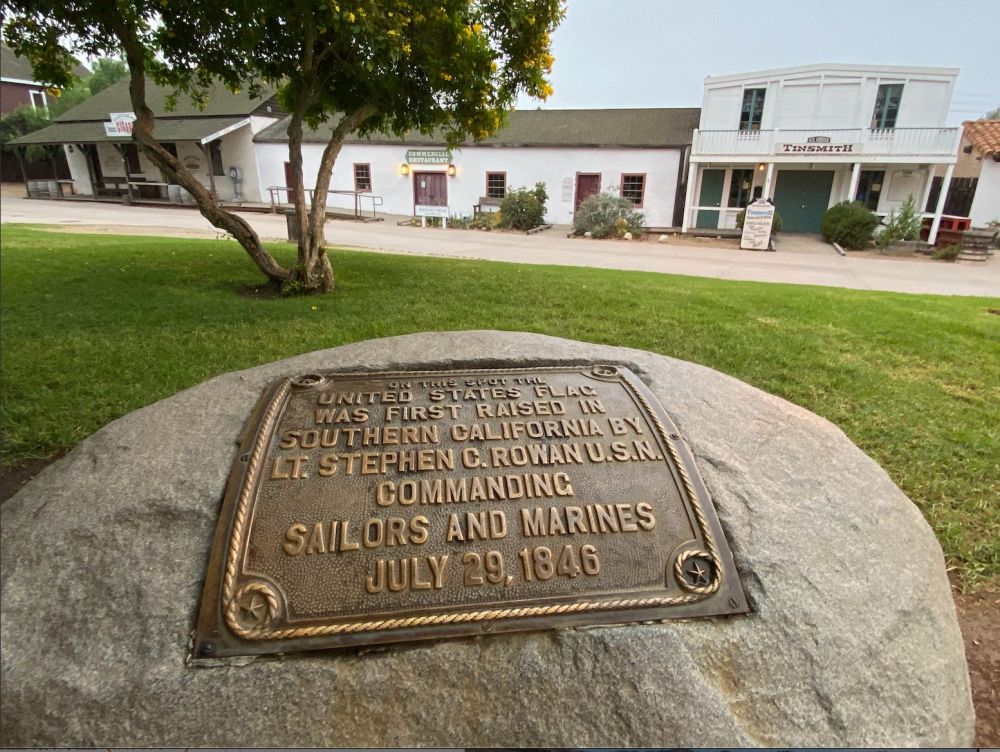 COMMERCIAL
RESTAURANT
TINSMITH
ON THIS SPOT THE
UNITED STATES FLAG
WAS FIRST RAISED IN
SOUTHERN CALIFORNIA BY
LT. STEPHEN C. ROWAN U.S.N.
COMMANDING
SAILORS AND MARINES
JULY 29, 1846